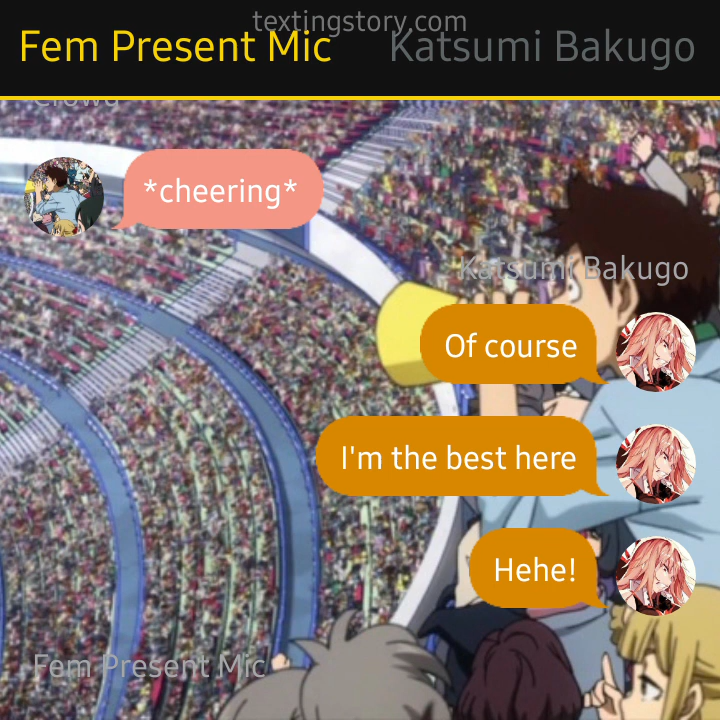 textingstory.com
Fem Present Mic
Katsumi Bakugo
Crowd
*cheering*
Katsumi Bakugo
Of course
I'm the best here
Hehe!
Fem Present Mic